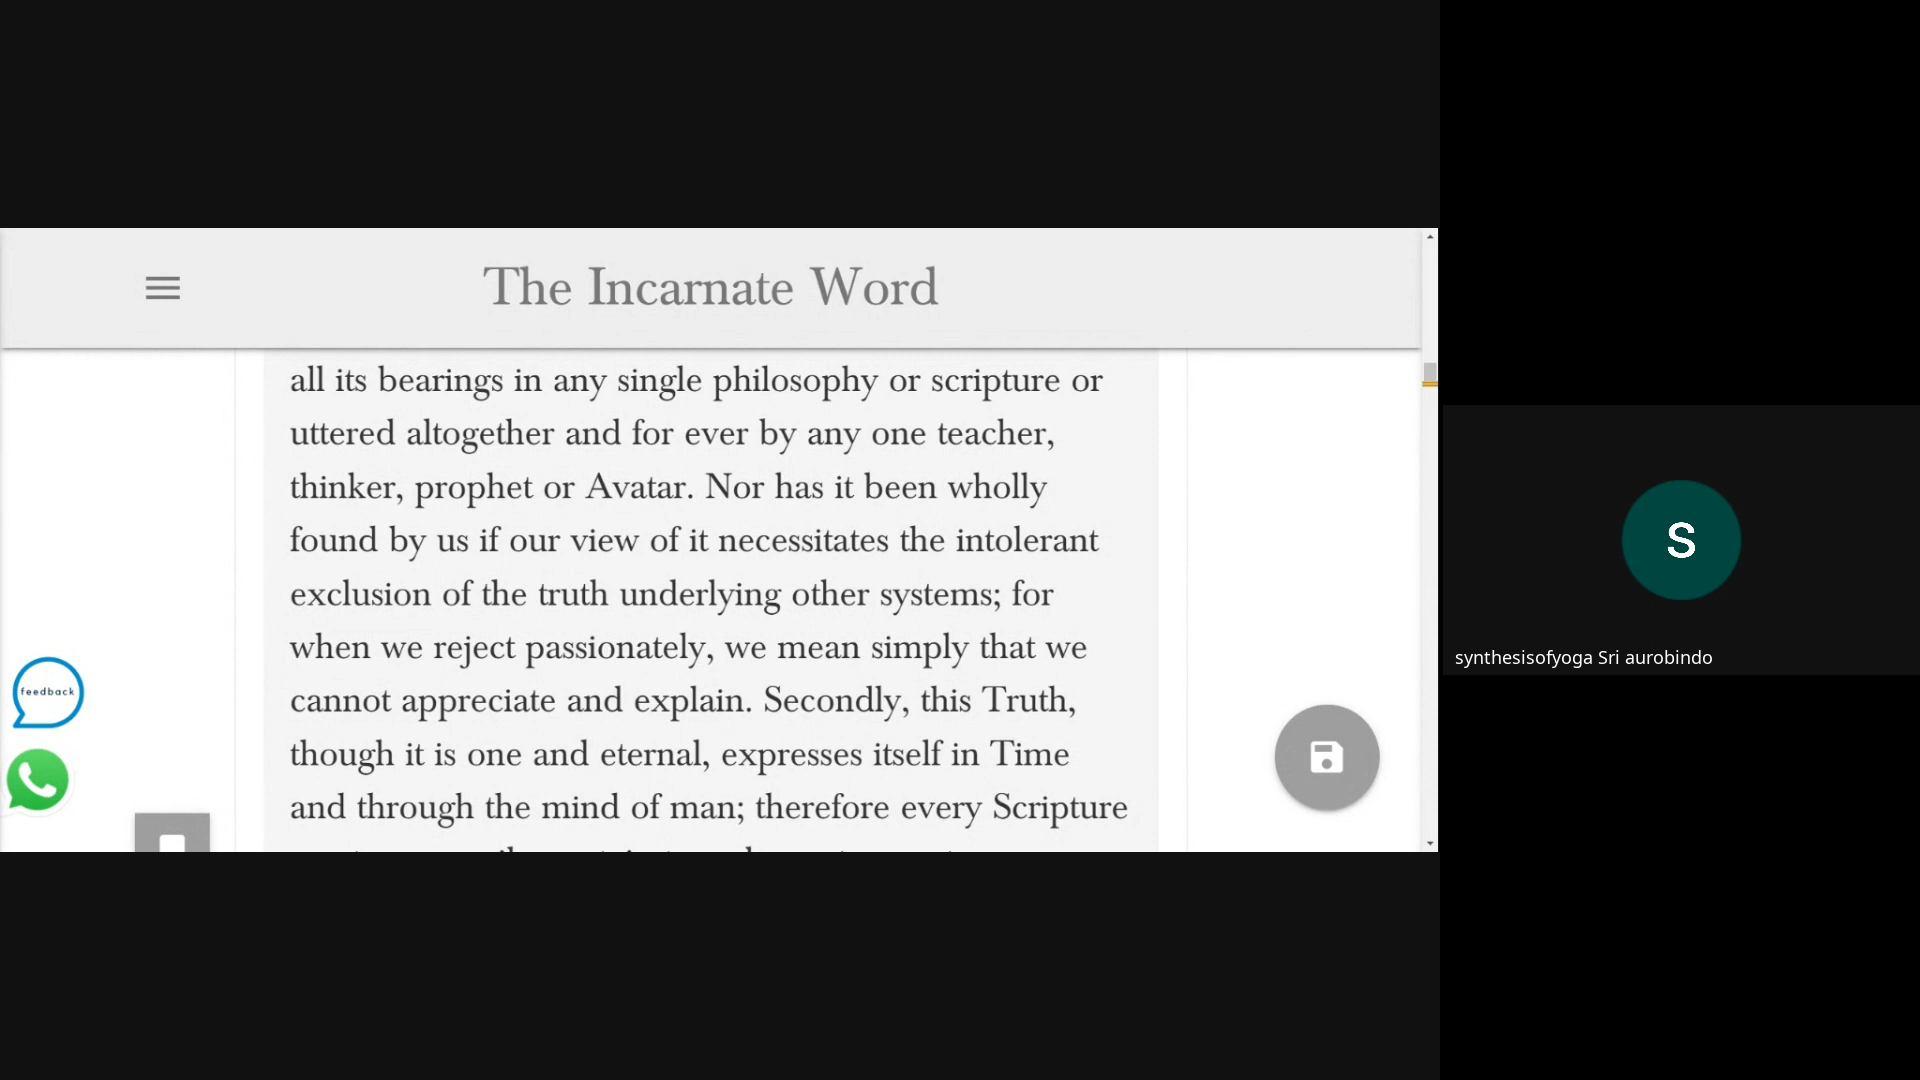 The Incarnate Word
all its bearings in any single philosophy or scripture or
uttered altogether and for ever by any one teacher,
thinker, prophet or Avatar. Nor has it been wholly
found by us if our view of it necessitates the intolerant
exclusion of the truth underlying other systems; for
when we reject passionately, we mean simply that we
cannot appreciate and explain. Secondly, this Truth,
though it is one and eternal, expresses itself in Time
and through the mind of man; therefore every Scripture
feedback
S
synthesisofyoga Sri aurobindo